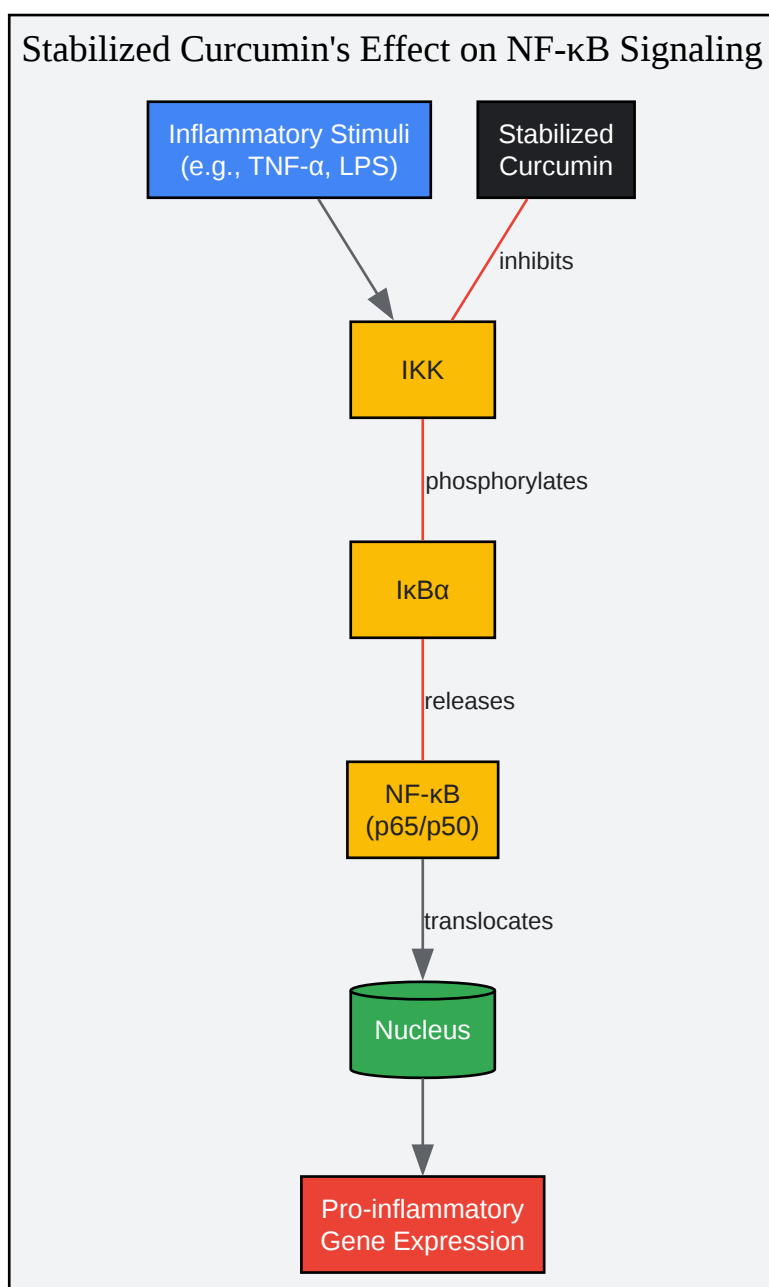 Stabilized Curcumin's Effect on NF-κB Signaling
Inflammatory Stimuli
(e.g., TNF-α, LPS)
Stabilized
Curcumin
inhibits
IKK
phosphorylates
IκBα
releases
NF-κB
(p65/p50)
translocates
Nucleus
Pro-inflammatory
Gene Expression